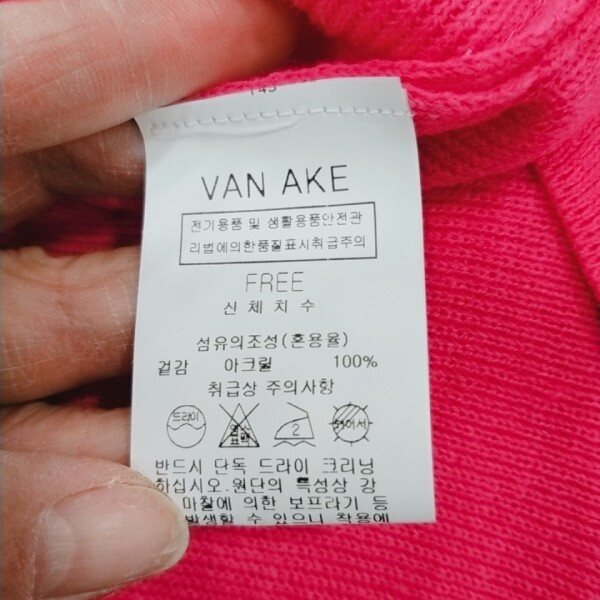 145
VAN AKE
전기용품 및 생활용품안전관
리법에의한품질표시취급주의
FREE
신체치수
섬유의조성(혼용율)
겉감 아크릴 100%
취급상 주의사항
드라이 2
반드시 단독 드라이 크리닝
하십시오.원단의 특성상 강
마찰에 의한 보프라기 등
발생할 수 있으니 착용에